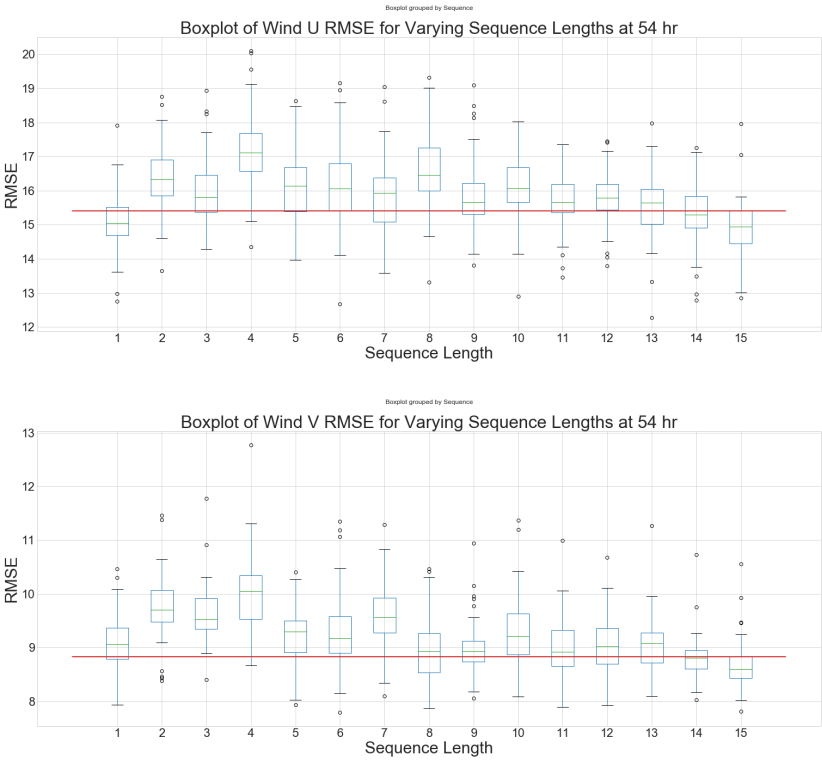 Boxplot grouped by Sequence
Boxplot of Wind U RMSE for Varying Sequence Lengths at 54 hr
20
19
18
17
16
15
14
13
12
RMSE
1 2 3 4 5 6 7 8 9 10 11 12 13 14 15
Sequence Length
Boxplot grouped by Sequence
Boxplot of Wind V RMSE for Varying Sequence Lengths at 54 hr
13
12
11
10
9
8
RMSE
1 2 3 4 5 6 7 8 9 10 11 12 13 14 15
Sequence Length